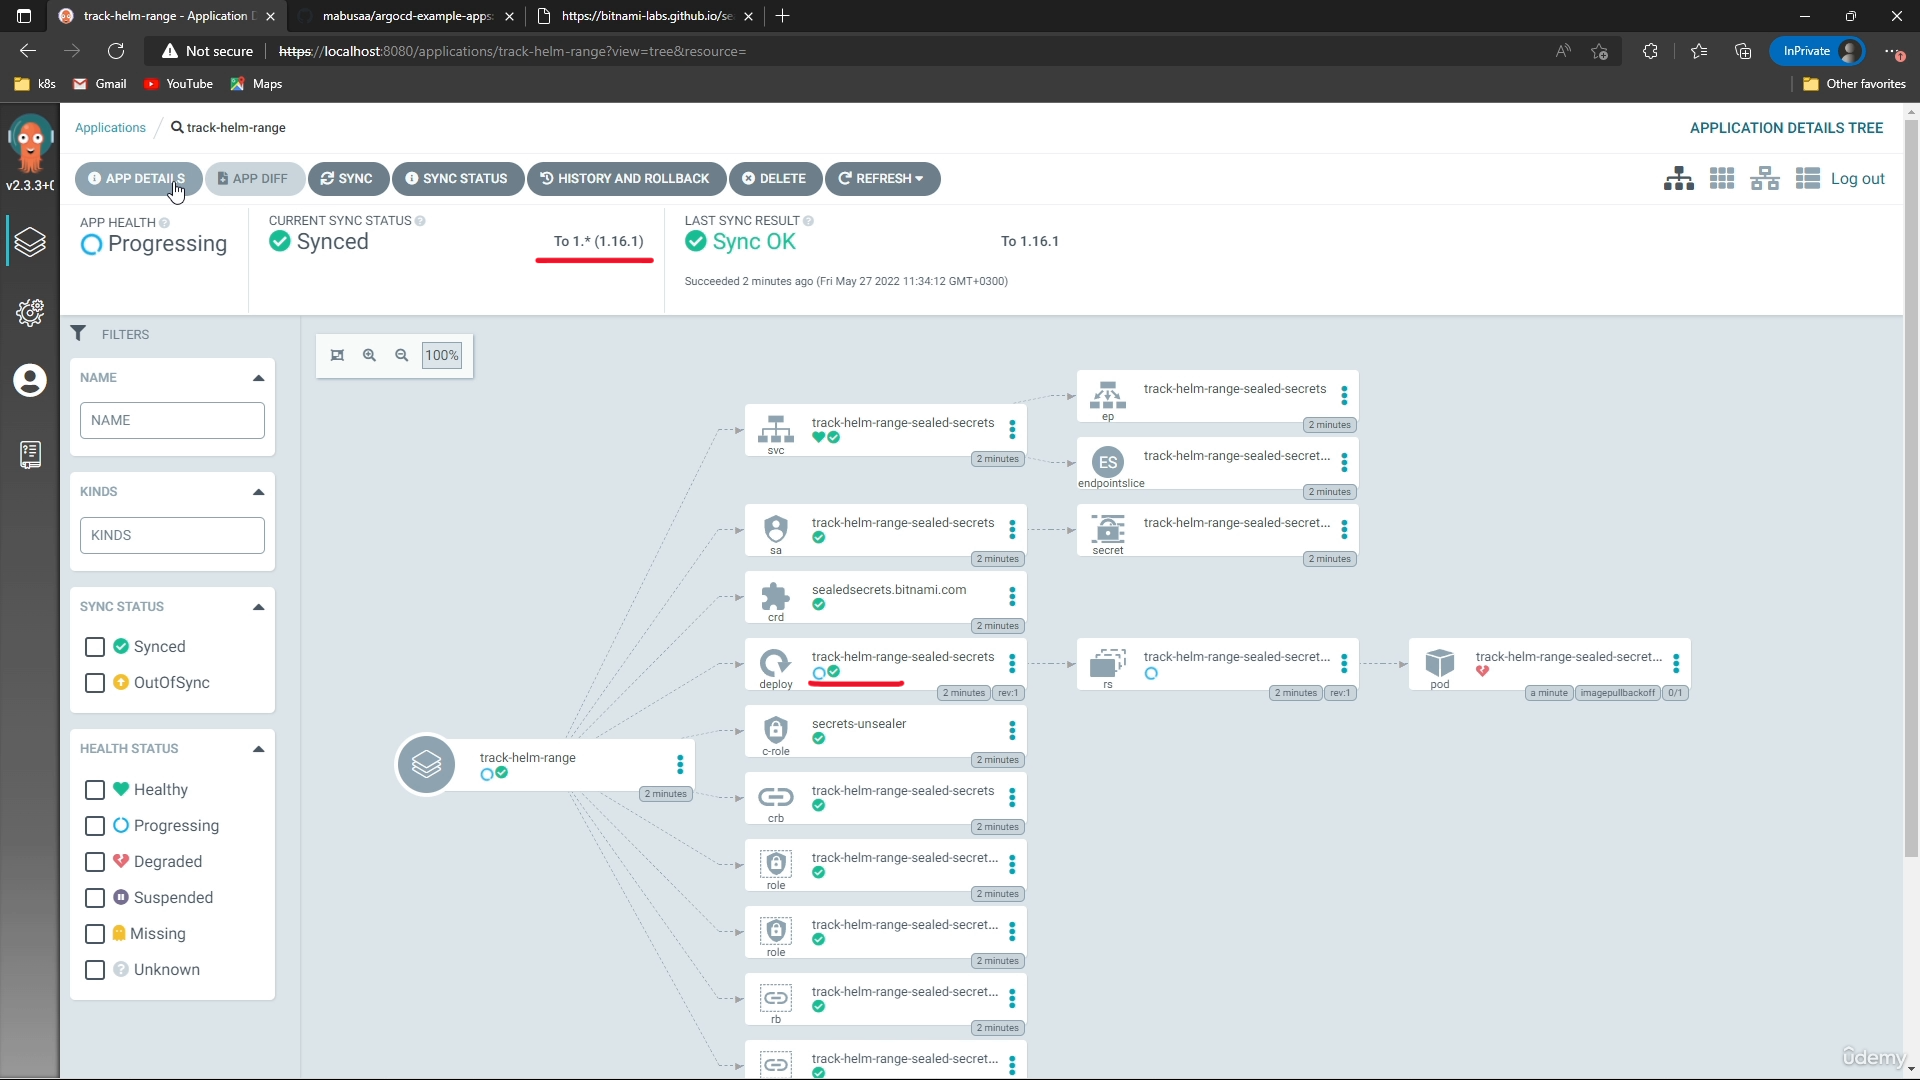 track-helm-range - Application D
mabusaa/argocd-example-apps:
https://bitnami-labs.github.io/se
Not secure
https://localhost:8080/applications/track-helm-range?view=tree&resource=
InPrivate
k8s
Gmail
YouTube
Maps
Other favorites
v2.3.3+0
Applications
track-helm-range
APPLICATION DETAILS TREE
APP DETAILS
APP DIFF
SYNC
SYNC STATUS
HISTORY AND ROLLBACK
DELETE
REFRESH
Log out
APP HEALTH
Progressing
CURRENT SYNC STATUS
Synced
To 1.* (1.16.1)
LAST SYNC RESULT
Sync OK
To 1.16.1
Succeeded 2 minutes ago (Fri May 27 2022 11:34:12 GMT+0300)
FILTERS
NAME
NAME
KINDS
KINDS
SYNC STATUS
Synced
OutOfSync
HEALTH STATUS
Healthy
Progressing
Degraded
Suspended
Missing
Unknown
100%
track-helm-range
2 minutes
svc
track-helm-range-sealed-secrets
2 minutes
ep
track-helm-range-sealed-secrets
2 minutes
ES
endpointslice
track-helm-range-sealed-secret...
2 minutes
sa
track-helm-range-sealed-secrets
2 minutes
secret
track-helm-range-sealed-secret...
2 minutes
crd
sealedsecrets.bitnami.com
2 minutes
deploy
track-helm-range-sealed-secrets
2 minutes
rev:1
rs
track-helm-range-sealed-secret...
2 minutes
rev:1
pod
track-helm-range-sealed-secret...
a minute
imagepullbackoff
0/1
c-role
secrets-unsealer
2 minutes
crb
track-helm-range-sealed-secrets
2 minutes
role
track-helm-range-sealed-secret...
2 minutes
role
track-helm-range-sealed-secret...
2 minutes
rb
track-helm-range-sealed-secret...
2 minutes
track-helm-range-sealed-secret...
ûdemy